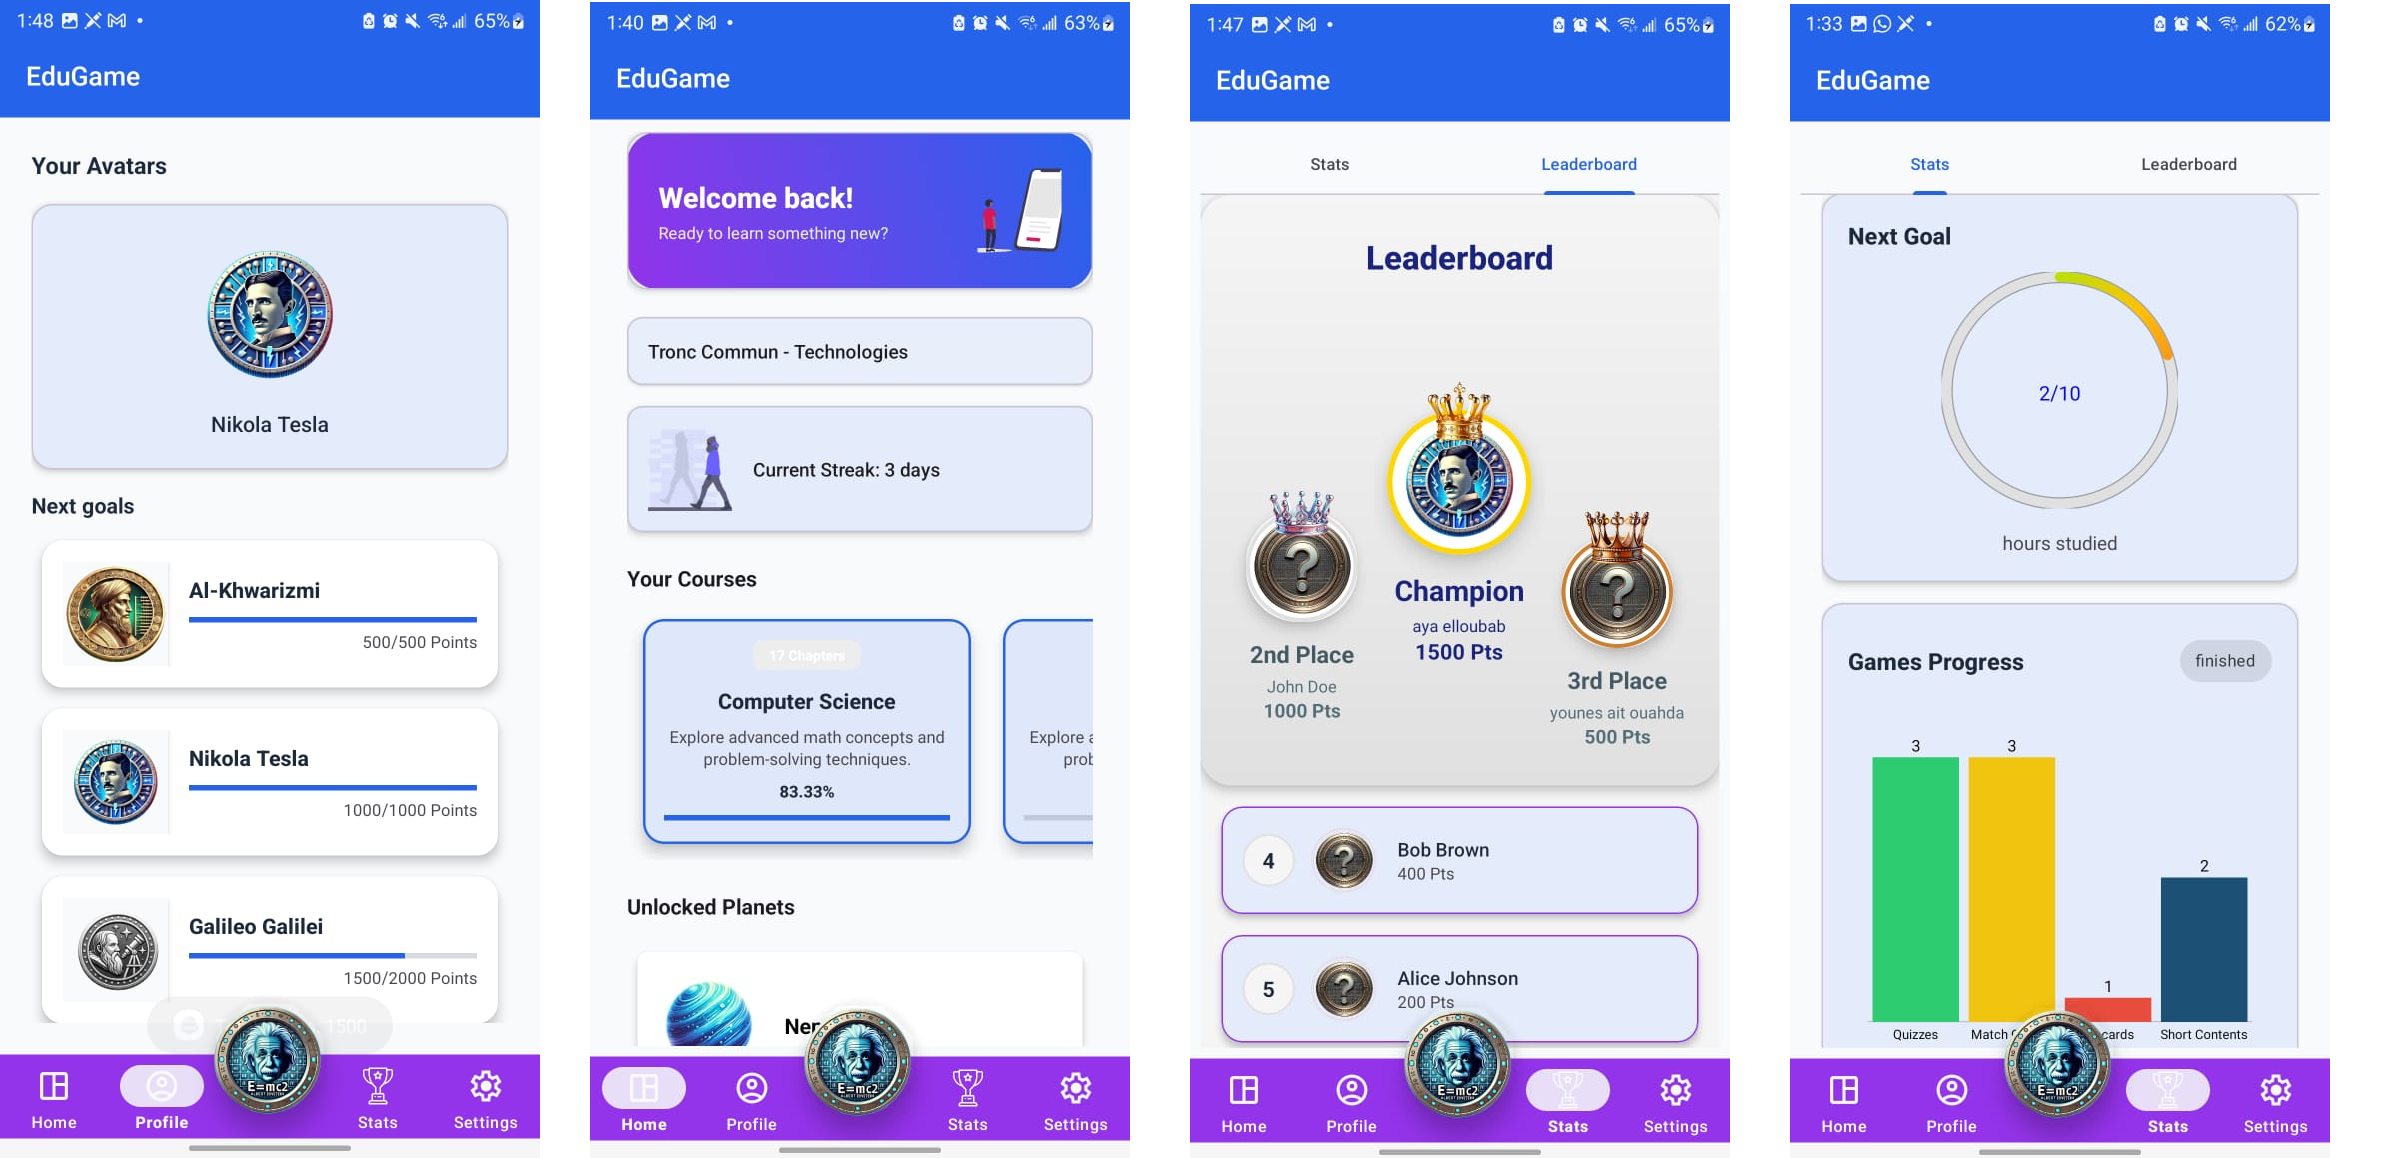 1:48
65%
EduGame
Your Avatars
Nikola Tesla
Next goals
Al-Khwarizmi
500/500 Points
Nikola Tesla
1000/1000 Points
Galileo Galilei
1500/2000 Points
1500
E=mc2
Home
Profile
Stats
Settings
1:40
63%
EduGame
Welcome back!
Ready to learn something new?
Tronc Commun - Technologies
Current Streak: 3 days
Your Courses
17 Chapters
Computer Science
Explore advanced math concepts and
problem-solving techniques.
83.33%
Explore
Unlocked Planets
E=mc2
Home
Profile
Stats
Settings
1:47
65%
EduGame
Stats
Leaderboard
Leaderboard
Champion
aya elloubab
1500 Pts
2nd Place
John Doe
1000 Pts
3rd Place
younes ait ouahda
500 Pts
4
Bob Brown
400 Pts
5
Alice Johnson
200 Pts
E=mc2
Home
Profile
Stats
Settings
1:33
62%
EduGame
Stats
Leaderboard
Next Goal
2/10
hours studied
Games Progress
finished
3
3
1
2
Quizzes
Match
cards
Short Contents
E=mc2
Home
Profile
Stats
Settings